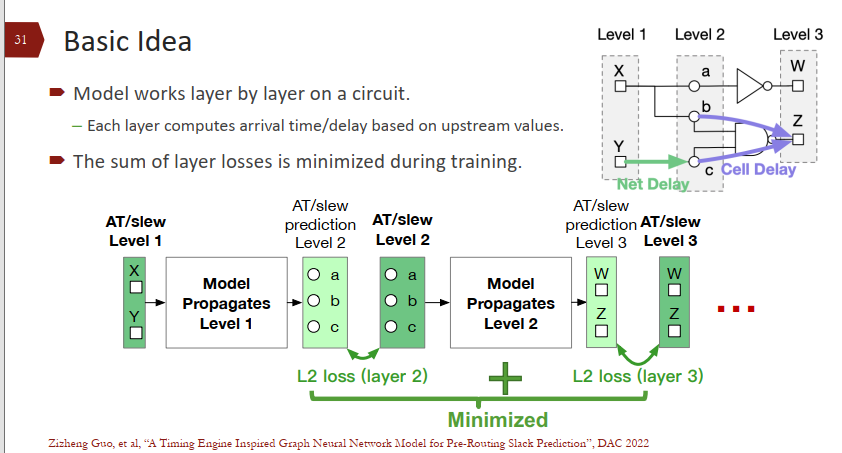 31
Basic Idea
Model works layer by layer on a circuit.
– Each layer computes arrival time/delay based on upstream values.
The sum of layer losses is minimized during training.
Level 1
Level 2
Level 3
X
a
W
b
Z
Y
c
Cell Delay
Net Delay
AT/slew
Level 1
AT/slew
prediction
Level 2
AT/slew
Level 2
AT/slew
prediction
Level 3
AT/slew
Level 3
X
Y
Model
Propagates
Level 1
a
b
c
a
b
c
Model
Propagates
Level 2
W
Z
W
Z
...
L2 loss (layer 2)
+
L2 loss (layer 3)
Minimized
Zizheng Guo, et al, “A Timing Engine Inspired Graph Neural Network Model for Pre-Routing Slack Prediction”, DAC 2022